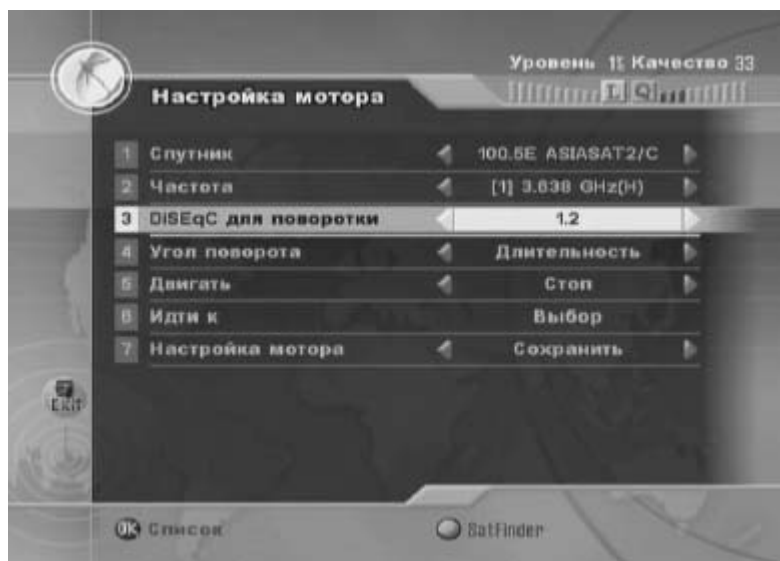 Уровень Качество 33
L Q
Настройка мотора
1 Спутник 100.5E ASIASAT2/C
2 Частота [1] 3.838 GHz(H)
3 DiSEqC для поворотки 1.2
4 Угол поворота Длительность
5 Двигать Стоп
6 Идти к Выбор
7 Настройка мотора Сохранить
Exit
OK Список SatFinder